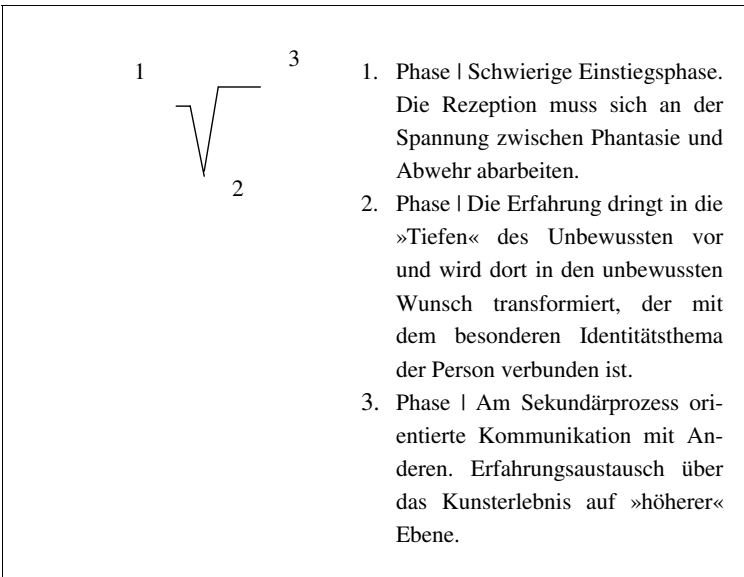 1
3
2
1. Phase | Schwierige Einstiegsphase.
Die Rezeption muss sich an der
Spannung zwischen Phantasie und
Abwehr abarbeiten.
2. Phase | Die Erfahrung dringt in die
»Tiefen« des Unbewussten vor
und wird dort in den unbewussten
Wunsch transformiert, der mit
dem besonderen Identitätsthema
der Person verbunden ist.
3. Phase | Am Sekundärprozess ori-
entierte Kommunikation mit An-
deren. Erfahrungsaustausch über
das Kunsterlebnis auf »höherer«
Ebene.